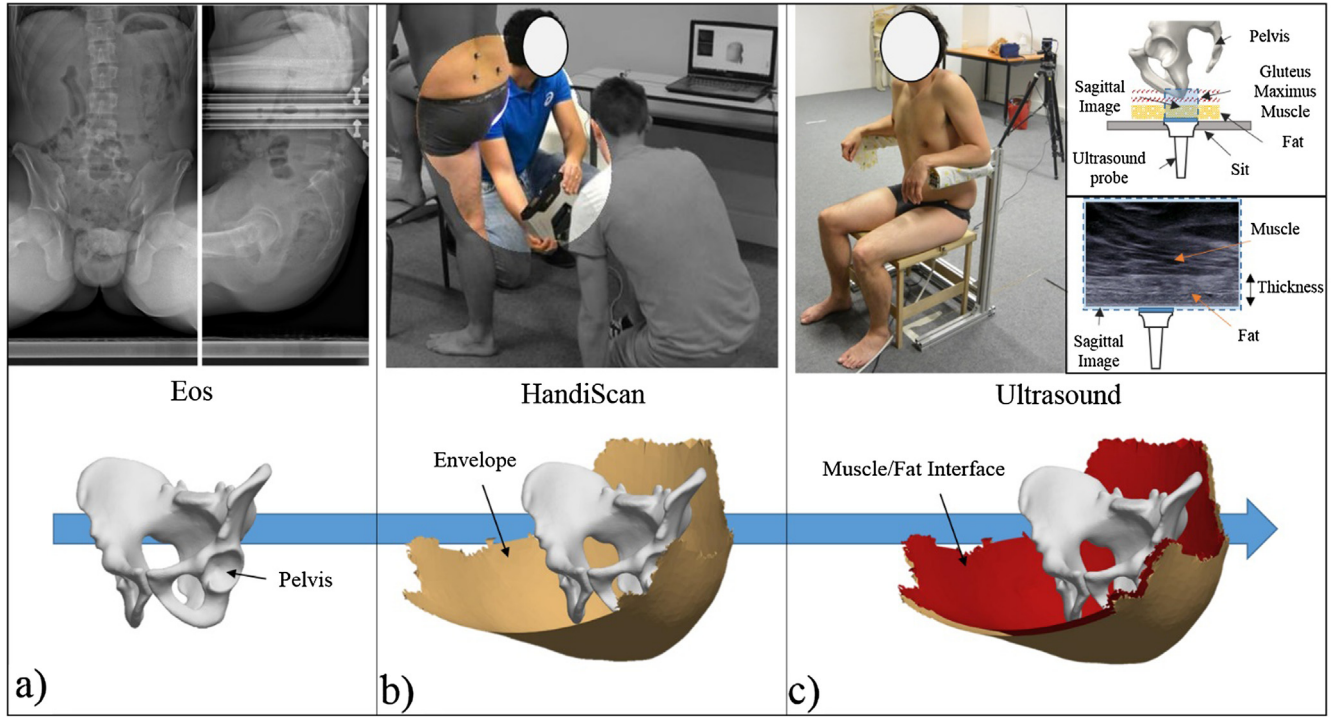 Eos
Pelvis
a)
HandiScan
Envelope
b)
Pelvis
Sagittal
Image
Gluteus
Maximus
Muscle
Fat
Ultrasound
probe
Sit
Muscle
Thickness
Fat
Sagittal
Image
Ultrasound
Muscle/Fat Interface
c)